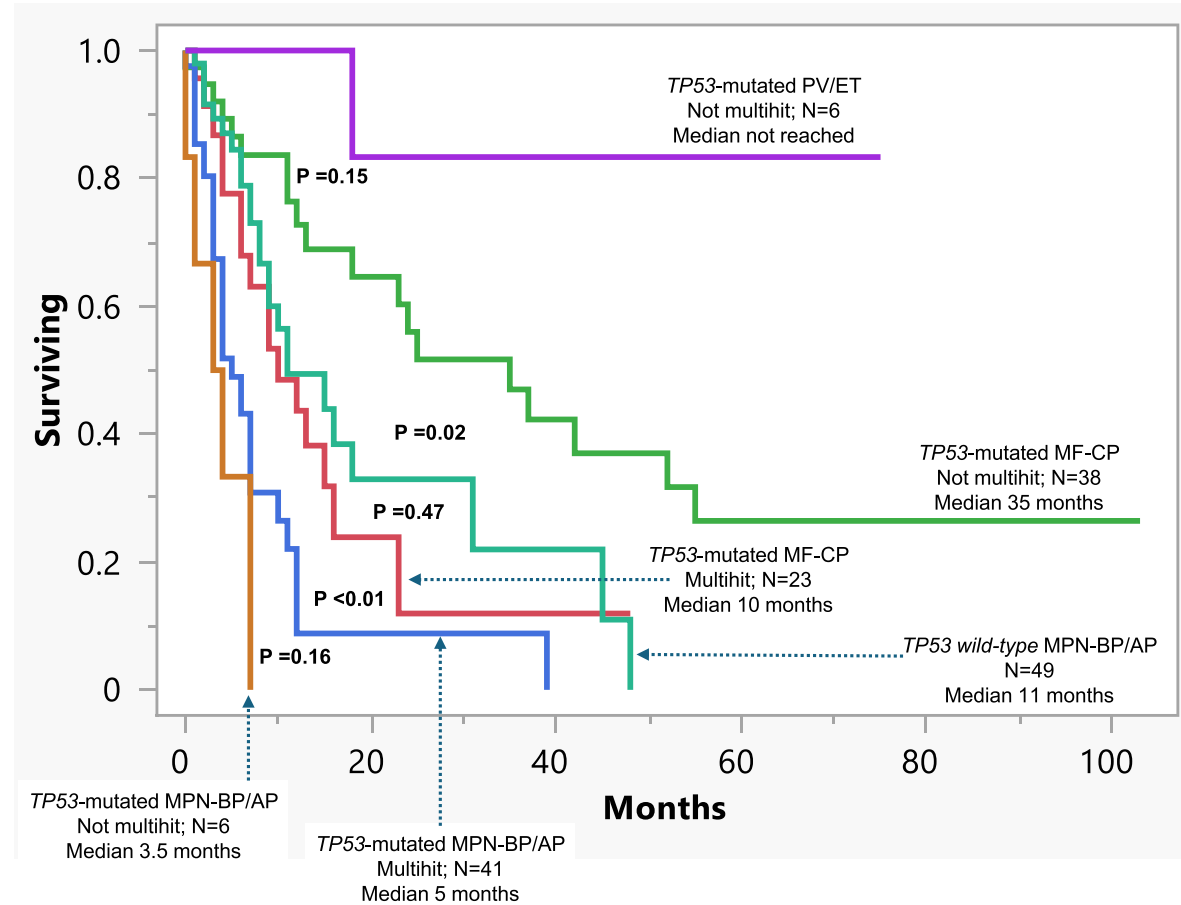 1.0
0.8
0.6
0.4
0.2
0
Surviving
TP53-mutated PV/ET
Not multihit; N=6
Median not reached
P =0.15
P =0.02
TP53-mutated MF-CP
Not multihit; N=38
Median 35 months
P =0.47
TP53-mutated MF-CP
Multihit; N=23
Median 10 months
P <0.01
P =0.16
TP53 wild-type MPN-BP/AP
N=49
Median 11 months
0 20 40 60 80 100
Months
TP53-mutated MPN-BP/AP
Not multihit; N=6
Median 3.5 months
TP53-mutated MPN-BP/AP
Multihit; N=41
Median 5 months